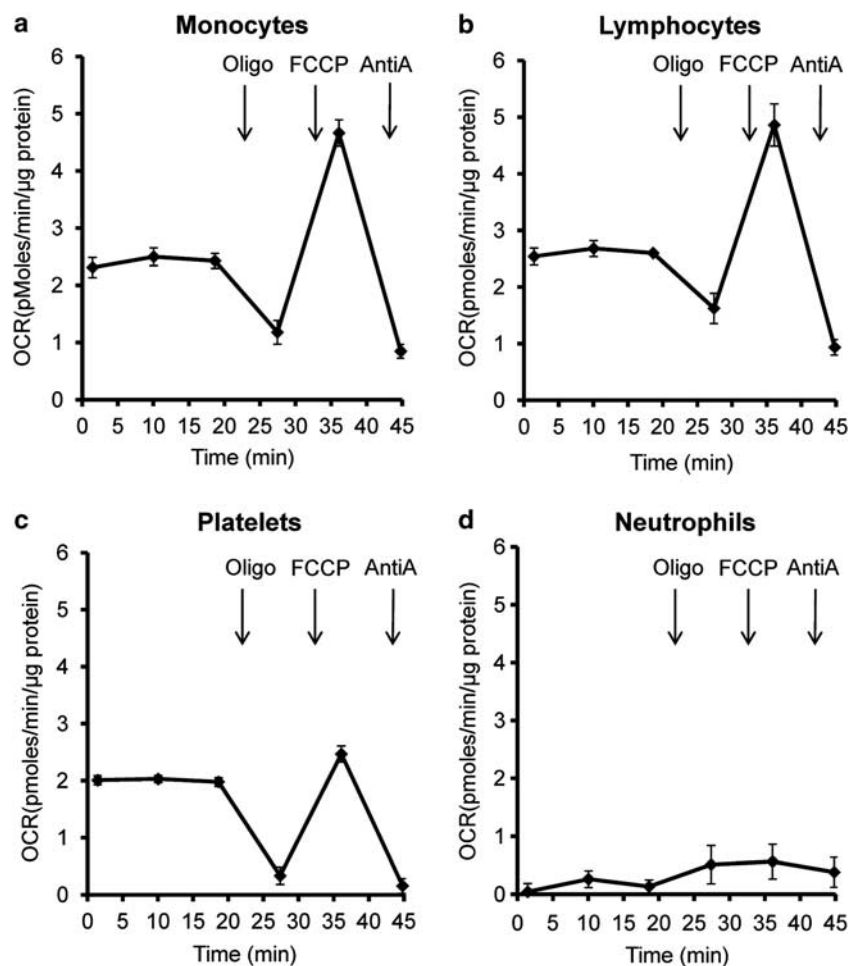 a Monocytes
OCR(pMoles/min/µg protein)
6
5
4
3
2
1
0
Oligo FCCP AntiA
0 5 10 15 20 25 30 35 40 45
Time (min)
b Lymphocytes
OCR(pmoles/min/µg protein)
6
5
4
3
2
1
0
Oligo FCCP AntiA
0 5 10 15 20 25 30 35 40 45
Time (min)
c Platelets
OCR(pmoles/min/µg protein)
6
5
4
3
2
1
0
Oligo FCCP AntiA
0 5 10 15 20 25 30 35 40 45
Time (min)
d Neutrophils
OCR(pmoles/min/µg protein)
6
5
4
3
2
1
0
Oligo FCCP AntiA
0 5 10 15 20 25 30 35 40 45
Time (min)